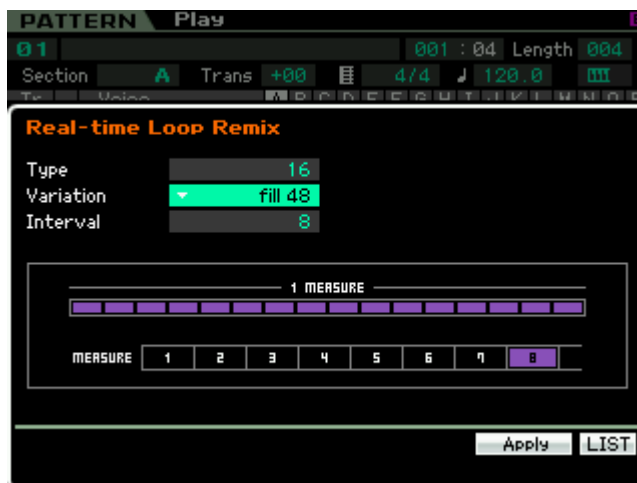 PATTERN Play
01 001 : 04 Length 004
Section A Trans +00 4/4 120.0
Real-time Loop Remix
Type 16
Variation fill 48
Interval 8
1 MEASURE
MEASURE 1 2 3 4 5 6 7 8
Apply LIST